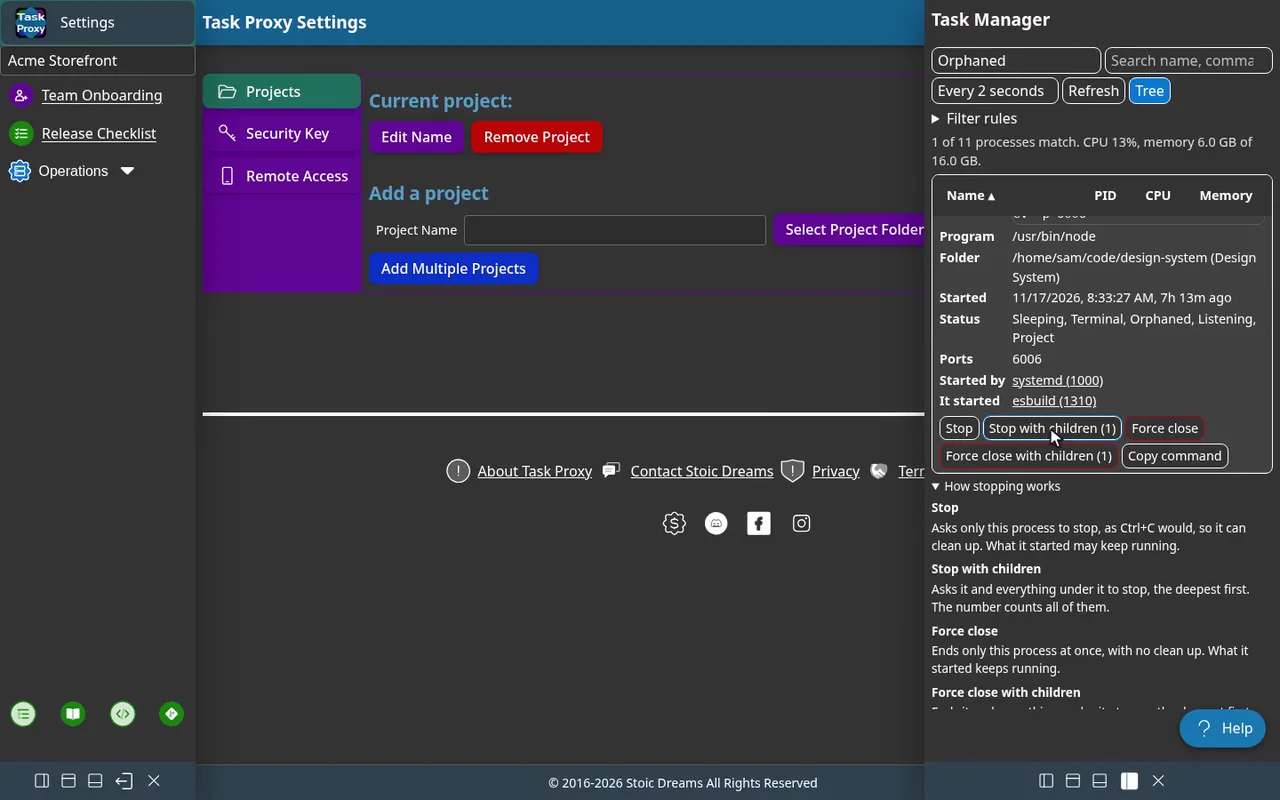 Task Proxy
Settings
Acme Storefront
Team Onboarding
Release Checklist
Operations
Task Proxy Settings
Projects
Security Key
Remote Access
Current project:
Edit Name
Remove Project
Add a project
Project Name
Select Project Folder
Add Multiple Projects
About Task Proxy
Contact Stoic Dreams
Privacy
Terr
© 2016-2026 Stoic Dreams All Rights Reserved
Task Manager
Orphaned
Search name, comma
Every 2 seconds
Refresh
Tree
Filter rules
1 of 11 processes match. CPU 13%, memory 6.0 GB of
16.0 GB.
Name ▴ PID CPU Memory
Program /usr/bin/node
Folder /home/sam/code/design-system (Design
System)
Started 11/17/2026, 8:33:27 AM, 7h 13m ago
Status Sleeping, Terminal, Orphaned, Listening,
Project
Ports 6006
Started by systemd (1000)
It started esbuild (1310)
Stop
Stop with children (1)
Force close
Force close with children (1)
Copy command
How stopping works
Stop
Asks only this process to stop, as Ctrl+C would, so it can
clean up. What it started may keep running.
Stop with children
Asks it and everything under it to stop, the deepest first.
The number counts all of them.
Force close
Ends only this process at once, with no clean up. What it
started keeps running.
Force close with children
Help